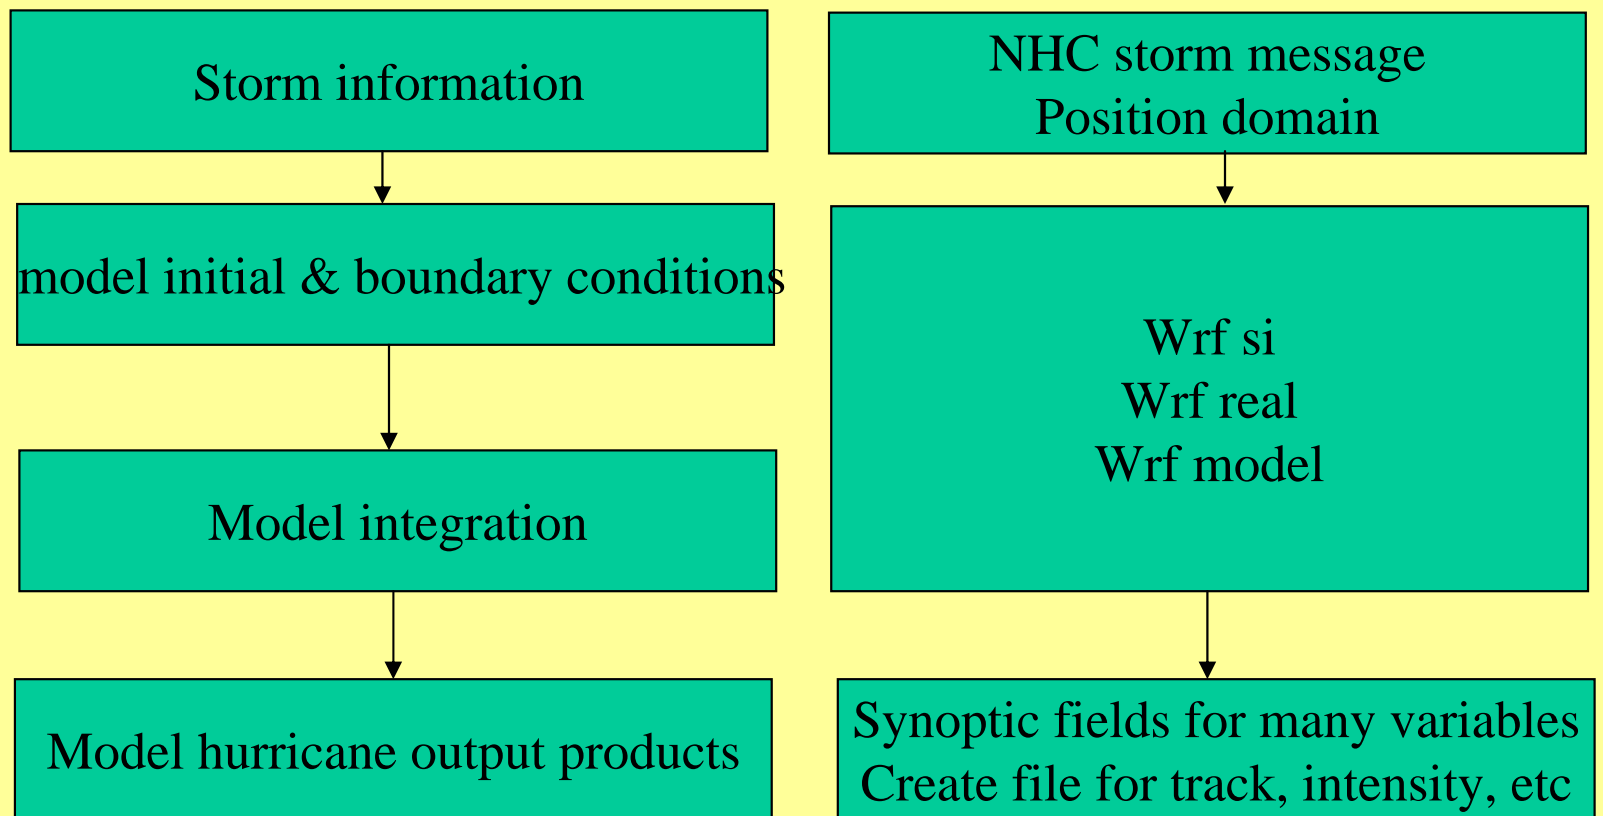 Storm information
model initial & boundary conditions
Model integration
Model hurricane output products
NHC storm message
Position domain
Wrf si
Wrf real
Wrf model
Synoptic fields for many variables
Create file for track, intensity, etc